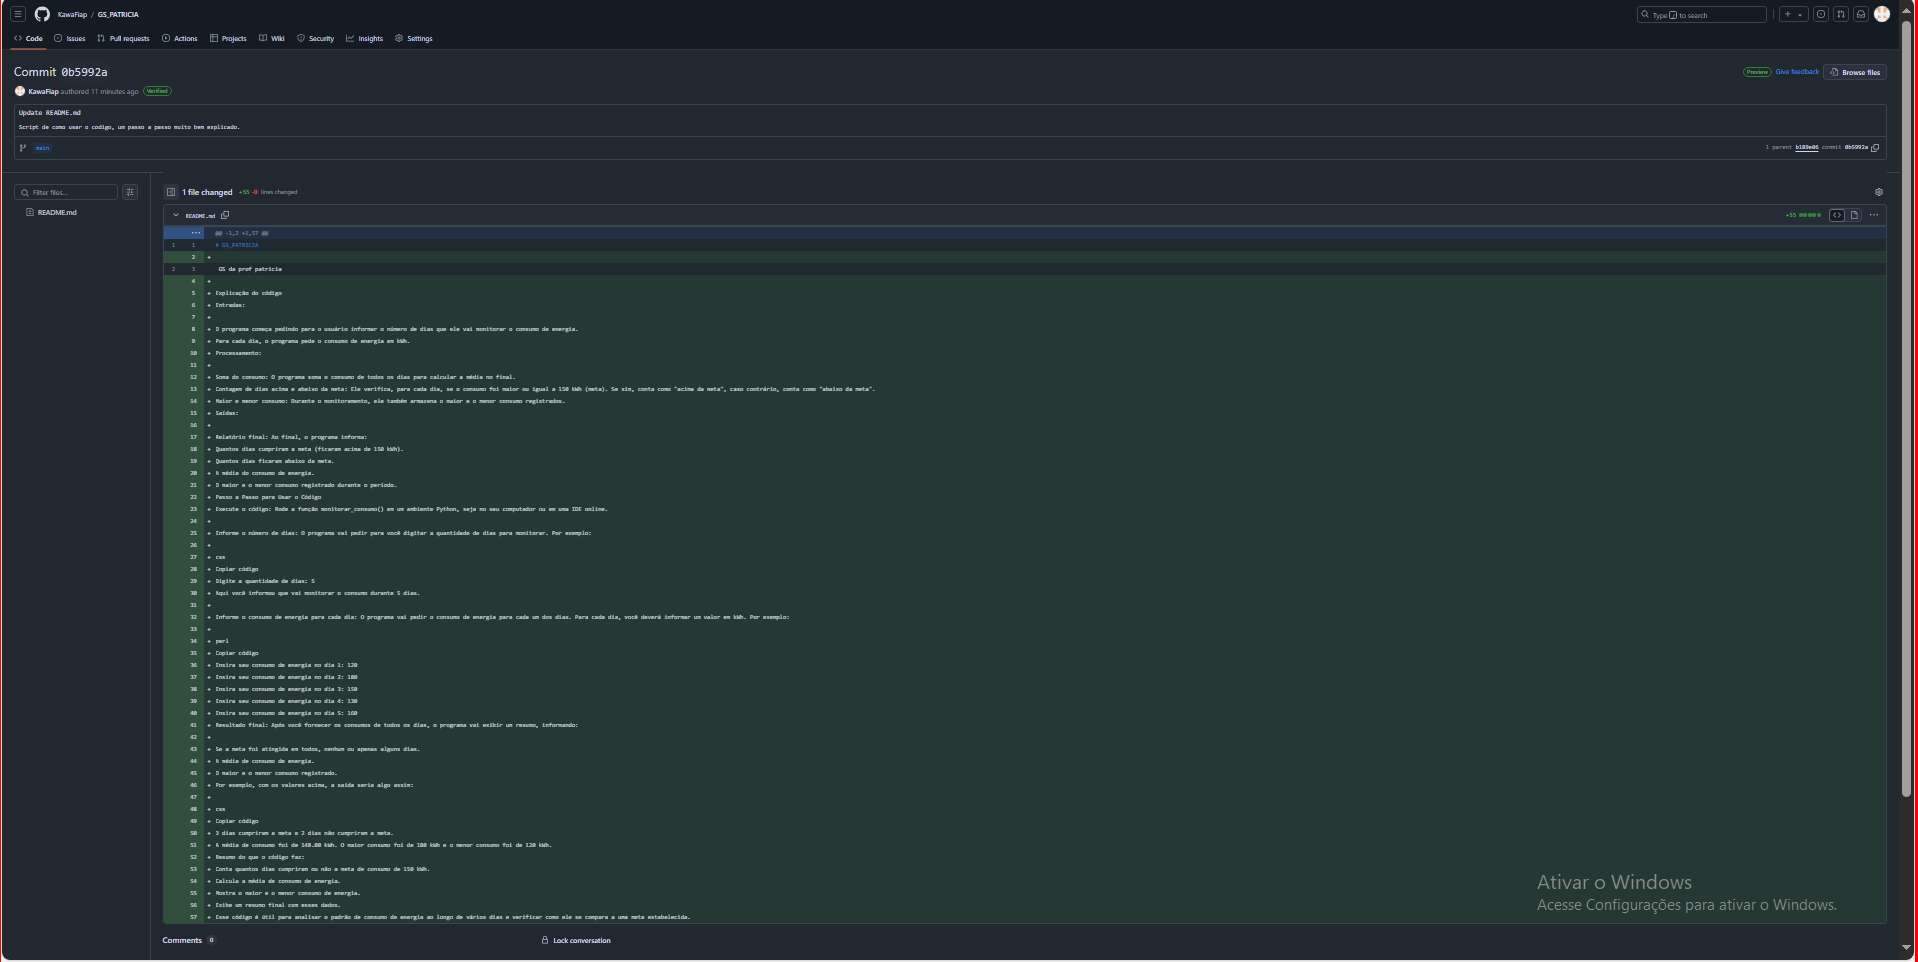 KawaFiap / GS_PATRICIA
Type / to search
Code Issues Pull requests Actions Projects Wiki Security Insights Settings
Commit 0b5992a
Preview Give feedback Browse files
KawaFiap authored 11 minutes ago Verified
Update README.md
Script de como usar o codigo, um passo a passo muito bem explicado.
main
1 parent b189e06 commit 0b5992a
Filter files...
README.md
1 file changed +55 -0 lines changed
README.md
+55
@@ -1,2 +1,57 @@
1 1 # GS_PATRICIA
2 +
2 3 GS da prof patricia
4 +
5 + Explicação do código
6 + Entradas:
7 +
8 + O programa começa pedindo para o usuário informar o número de dias que ele vai monitorar o consumo de energia.
9 + Para cada dia, o programa pede o consumo de energia em kWh.
10 + Processamento:
11 +
12 + Soma do consumo: O programa soma o consumo de todos os dias para calcular a média no final.
13 + Contagem de dias acima e abaixo da meta: Ele verifica, para cada dia, se o consumo foi maior ou igual a 150 kWh (meta). Se sim, conta como "acima da meta", caso contrário, conta como "abaixo da meta".
14 + Maior e menor consumo: Durante o monitoramento, ele também armazena o maior e o menor consumo registrados.
15 + Saídas:
16 +
17 + Relatório final: Ao final, o programa informa:
18 + Quantos dias cumpriram a meta (ficaram acima de 150 kWh).
19 + Quantos dias ficaram abaixo da meta.
20 + A média do consumo de energia.
21 + O maior e o menor consumo registrado durante o período.
22 + Passo a Passo para Usar o Código
23 + Execute o código: Rode a função monitorar_consumo() em um ambiente Python, seja no seu computador ou em uma IDE online.
24 +
25 + Informe o número de dias: O programa vai pedir para você digitar a quantidade de dias para monitorar. Por exemplo:
26 +
27 + css
28 + Copiar código
29 + Digite a quantidade de dias: 5
30 + Aqui você informou que vai monitorar o consumo durante 5 dias.
31 +
32 + Informe o consumo de energia para cada dia: O programa vai pedir o consumo de energia para cada um dos dias. Para cada dia, você deverá informar um valor em kWh. Por exemplo:
33 +
34 + perl
35 + Copiar código
36 + Insira seu consumo de energia no dia 1: 120
37 + Insira seu consumo de energia no dia 2: 180
38 + Insira seu consumo de energia no dia 3: 150
39 + Insira seu consumo de energia no dia 4: 130
40 + Insira seu consumo de energia no dia 5: 160
41 + Resultado final: Após você fornecer os consumos de todos os dias, o programa vai exibir um resumo, informando:
42 +
43 + Se a meta foi atingida em todos, nenhum ou apenas alguns dias.
44 + A média de consumo de energia.
45 + O maior e o menor consumo registrado.
46 + Por exemplo, com os valores acima, a saída seria algo assim:
47 +
48 + css
49 + Copiar código
50 + 3 dias cumpriram a meta e 2 dias não cumpriram a meta.
51 + A média de consumo foi de 148.00 kWh. O maior consumo foi de 180 kWh e o menor consumo foi de 120 kWh.
52 + Resumo do que o código faz:
53 + Conta quantos dias cumpriram ou não a meta de consumo de 150 kWh.
54 + Calcula a média de consumo de energia.
55 + Mostra o maior e o menor consumo de energia.
56 + Exibe um resumo final com esses dados.
57 + Esse código é útil para analisar o padrão de consumo de energia ao longo de vários dias e verificar como ele se compara a uma meta estabelecida.
Ativar o Windows
Acesse Configurações para ativar o Windows.
Comments 0
Lock conversation